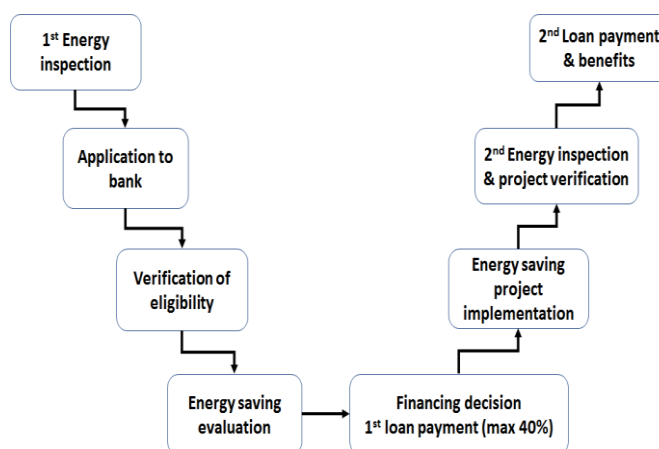 1st Energy
inspection
Application to
bank
Verification of
eligibility
Energy saving
evaluation
Financing decision
1st loan payment (max 40%)
Energy saving
project
implementation
2nd Energy inspection
& project verification
2nd Loan payment
& benefits